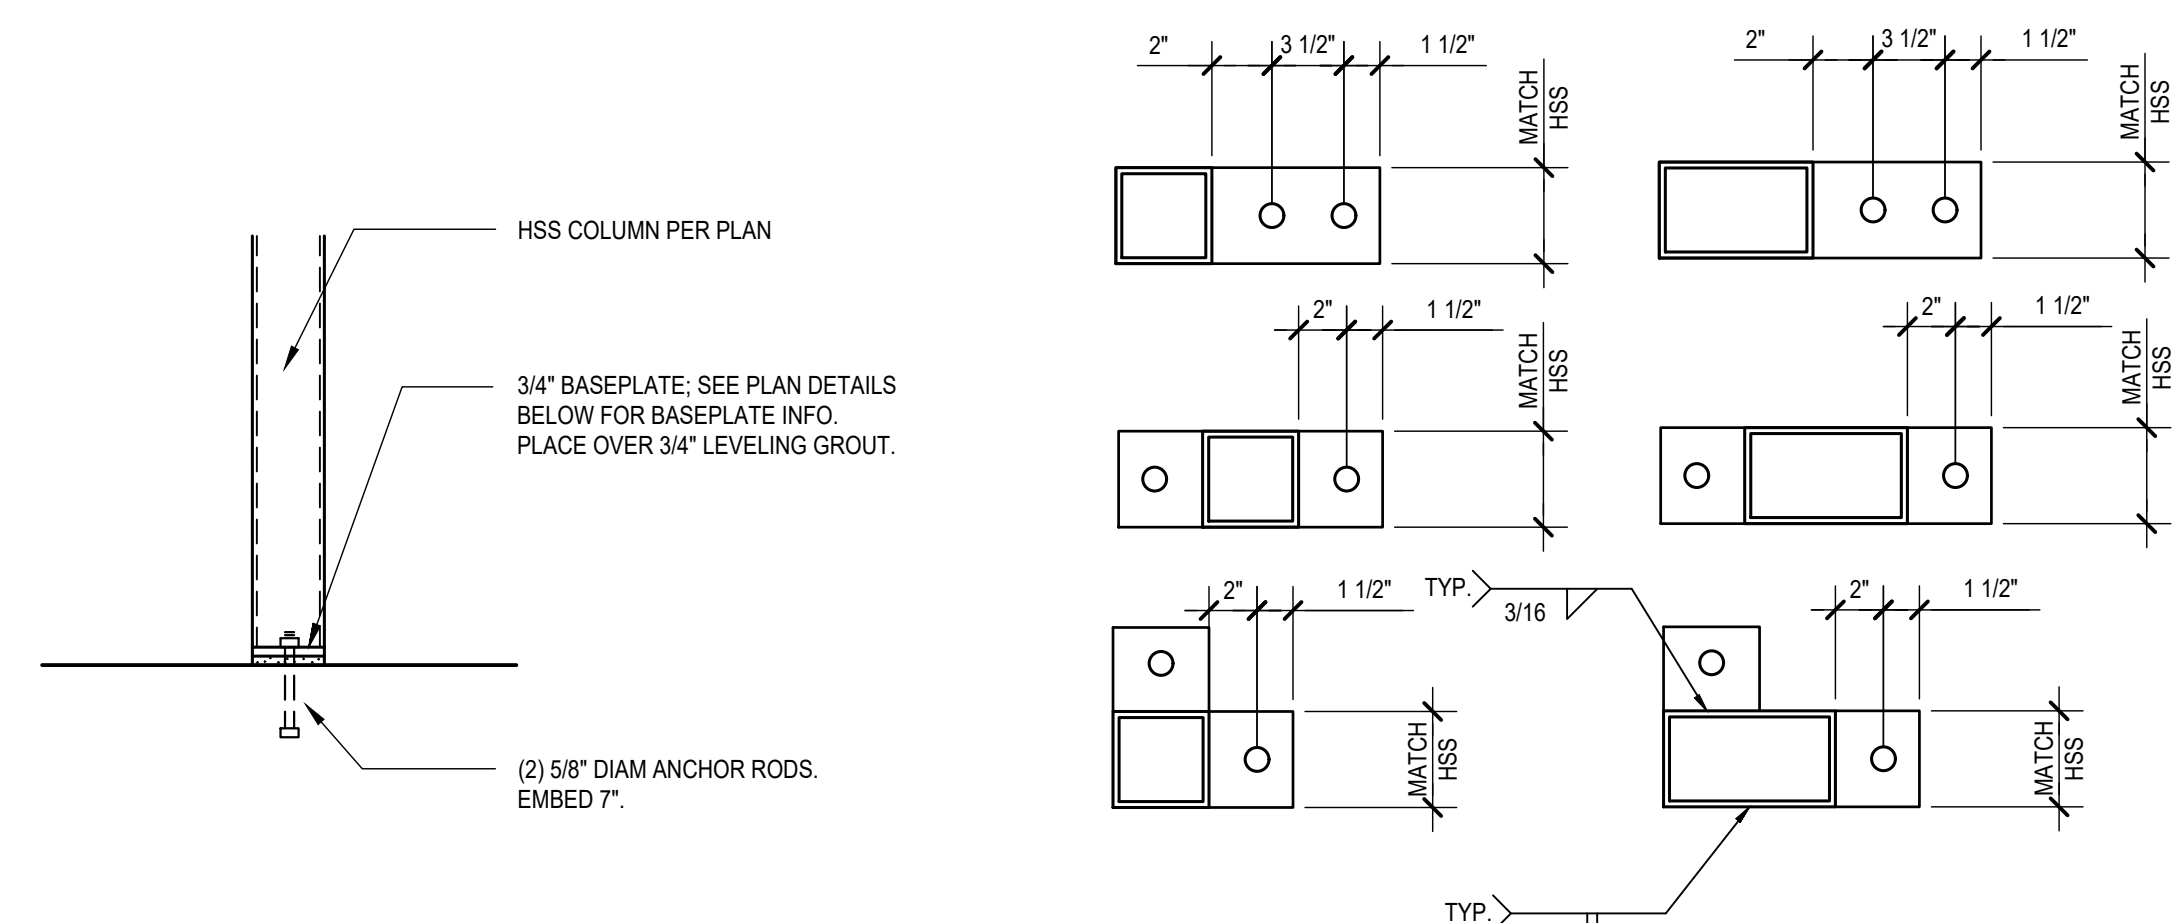 HSS COLUMN PER PLAN
3/4" BASEPLATE; SEE PLAN DETAILS
BELOW FOR BASEPLATE INFO.
PLACE OVER 3/4" LEVELING GROUT.
(2) 5/8" DIAM ANCHOR RODS.
EMBED 7".
2" 3 1/2" 1 1/2"
MATCH
HSS
2" 3 1/2" 1 1/2"
MATCH
HSS
2" 1 1/2"
MATCH
HSS
2" 1 1/2"
MATCH
HSS
2" 1 1/2"
MATCH
HSS
TYP.
3/16
2" 1 1/2"
MATCH
HSS
TYP.